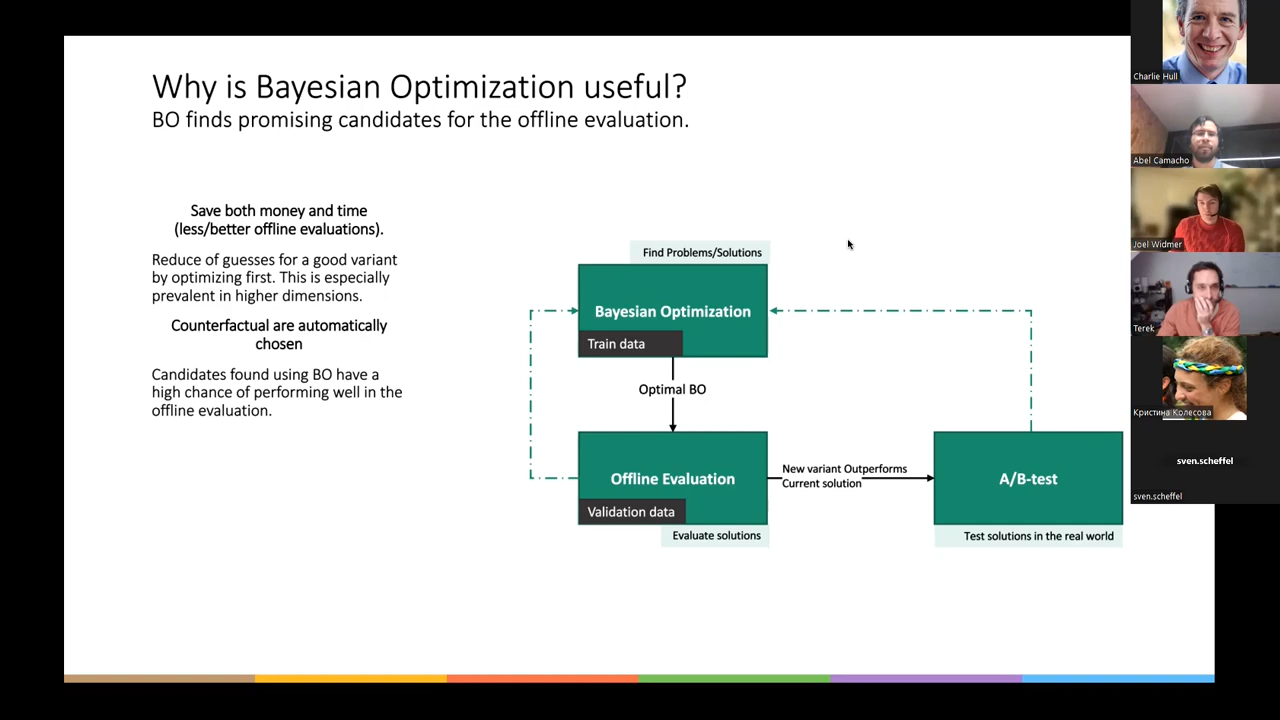 Why is Bayesian Optimization useful?
BO finds promising candidates for the offline evaluation.
Save both money and time
(less/better offline evaluations).
Reduce of guesses for a good variant
by optimizing first. This is especially
prevalent in higher dimensions.
Counterfactual are automatically
chosen
Candidates found using BO have a
high chance of performing well in the
offline evaluation.
Find Problems/Solutions
Bayesian Optimization
Train data
Optimal BO
Offline Evaluation
Validation data
Evaluate solutions
New variant Outperforms
Current solution
A/B-test
Test solutions in the real world
Charlie Hull
Abel Camacho
Joel Widmer
Terek
Кристина Колесова
sven.scheffel
sven.scheffel